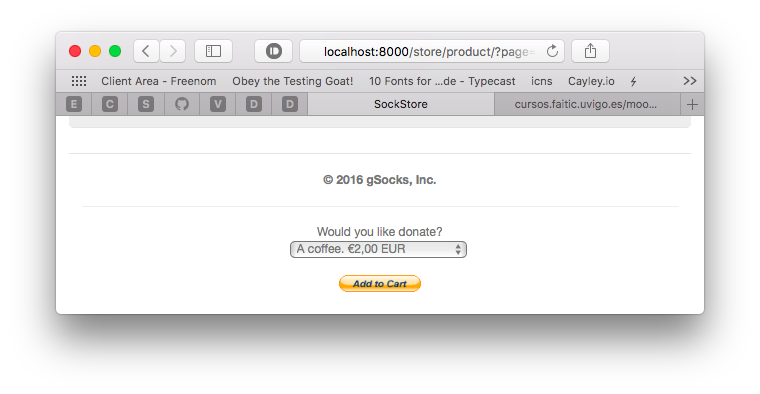 localhost:8000/store/product/?page=
Client Area - Freenom Obey the Testing Goat! 10 Fonts for ...de - Typecast icns Cayley.io ⚡ >>
E C S V D D SockStore cursos.faitic.uvigo.es/moo... +
© 2016 gSocks, Inc.
Would you like donate?
A coffee. €2,00 EUR
Add to Cart